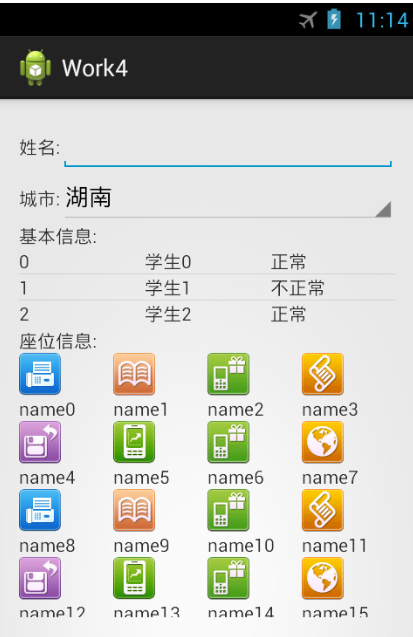 11:14
Work4
姓名:
城市: 湖南
基本信息:
0 学生0 正常
1 学生1 不正常
2 学生2 正常
座位信息:
name0 name1 name2 name3
name4 name5 name6 name7
name8 name9 name10 name11
name12 name13 name14 name15